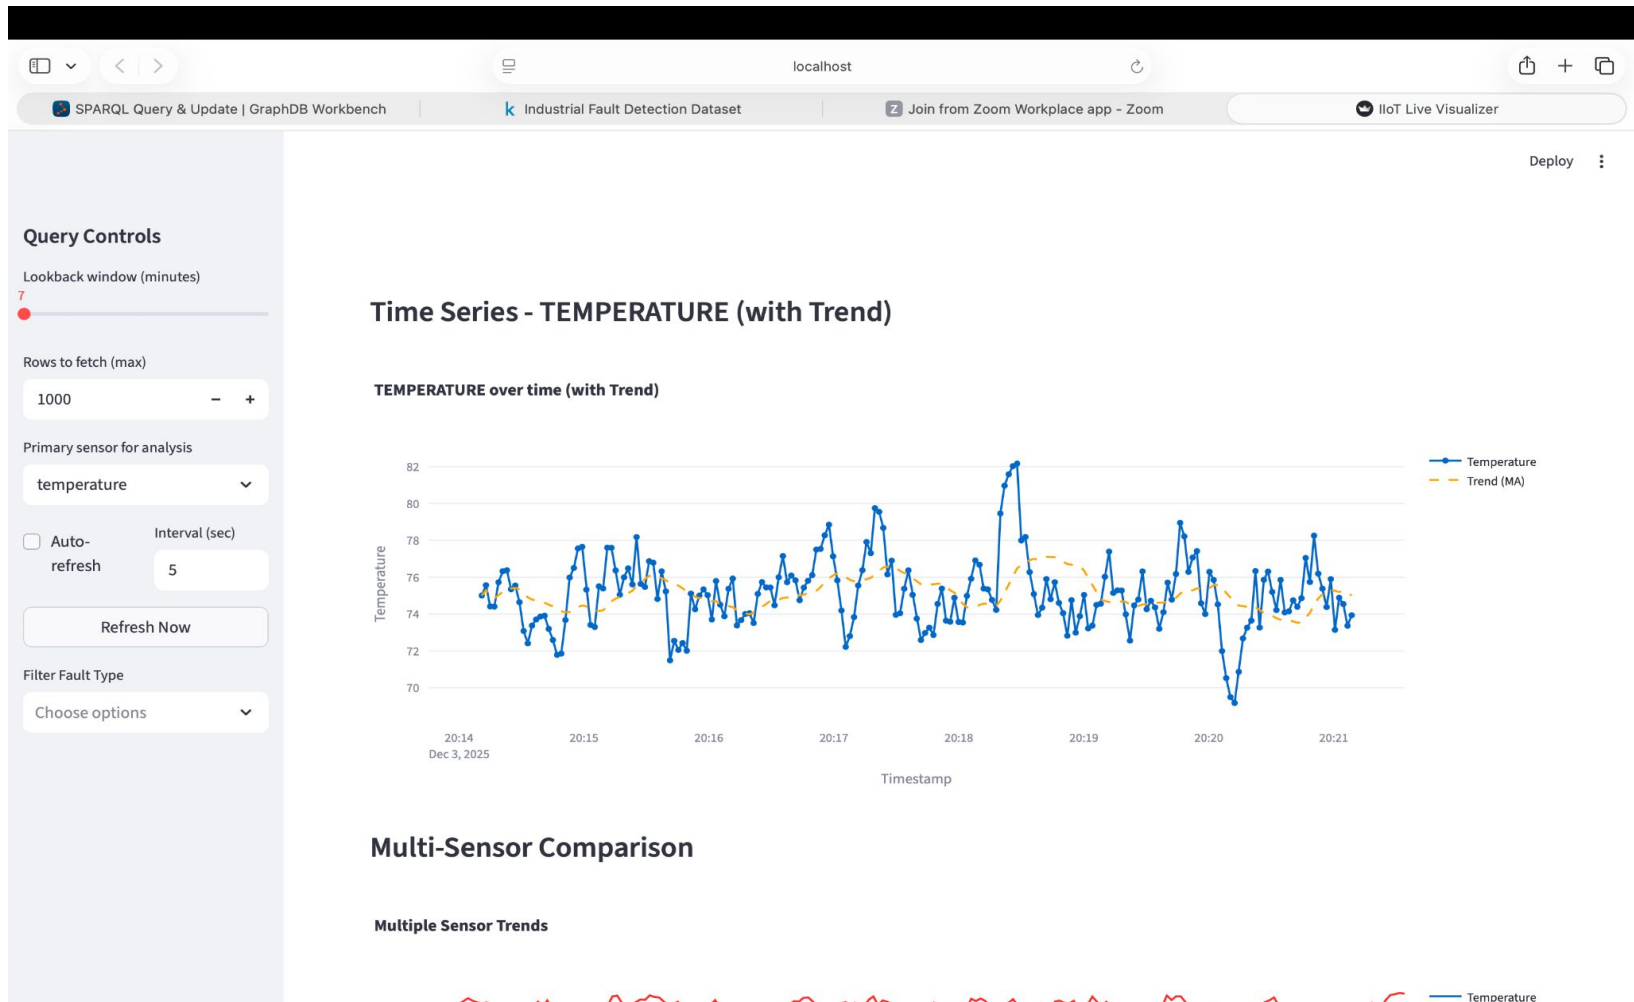 localhost
SPARQL Query & Update | GraphDB Workbench
k Industrial Fault Detection Dataset
Z Join from Zoom Workplace app - Zoom
IIoT Live Visualizer
Deploy
Query Controls
Lookback window (minutes)
7
Rows to fetch (max)
1000
Primary sensor for analysis
temperature
Auto-refresh
Interval (sec)
5
Refresh Now
Filter Fault Type
Choose options
Time Series - TEMPERATURE (with Trend)
TEMPERATURE over time (with Trend)
Temperature
Trend (MA)
82
80
78
76
74
72
70
Temperature
20:14
Dec 3, 2025
20:15
20:16
20:17
20:18
20:19
20:20
20:21
Timestamp
Multi-Sensor Comparison
Multiple Sensor Trends
Temperature